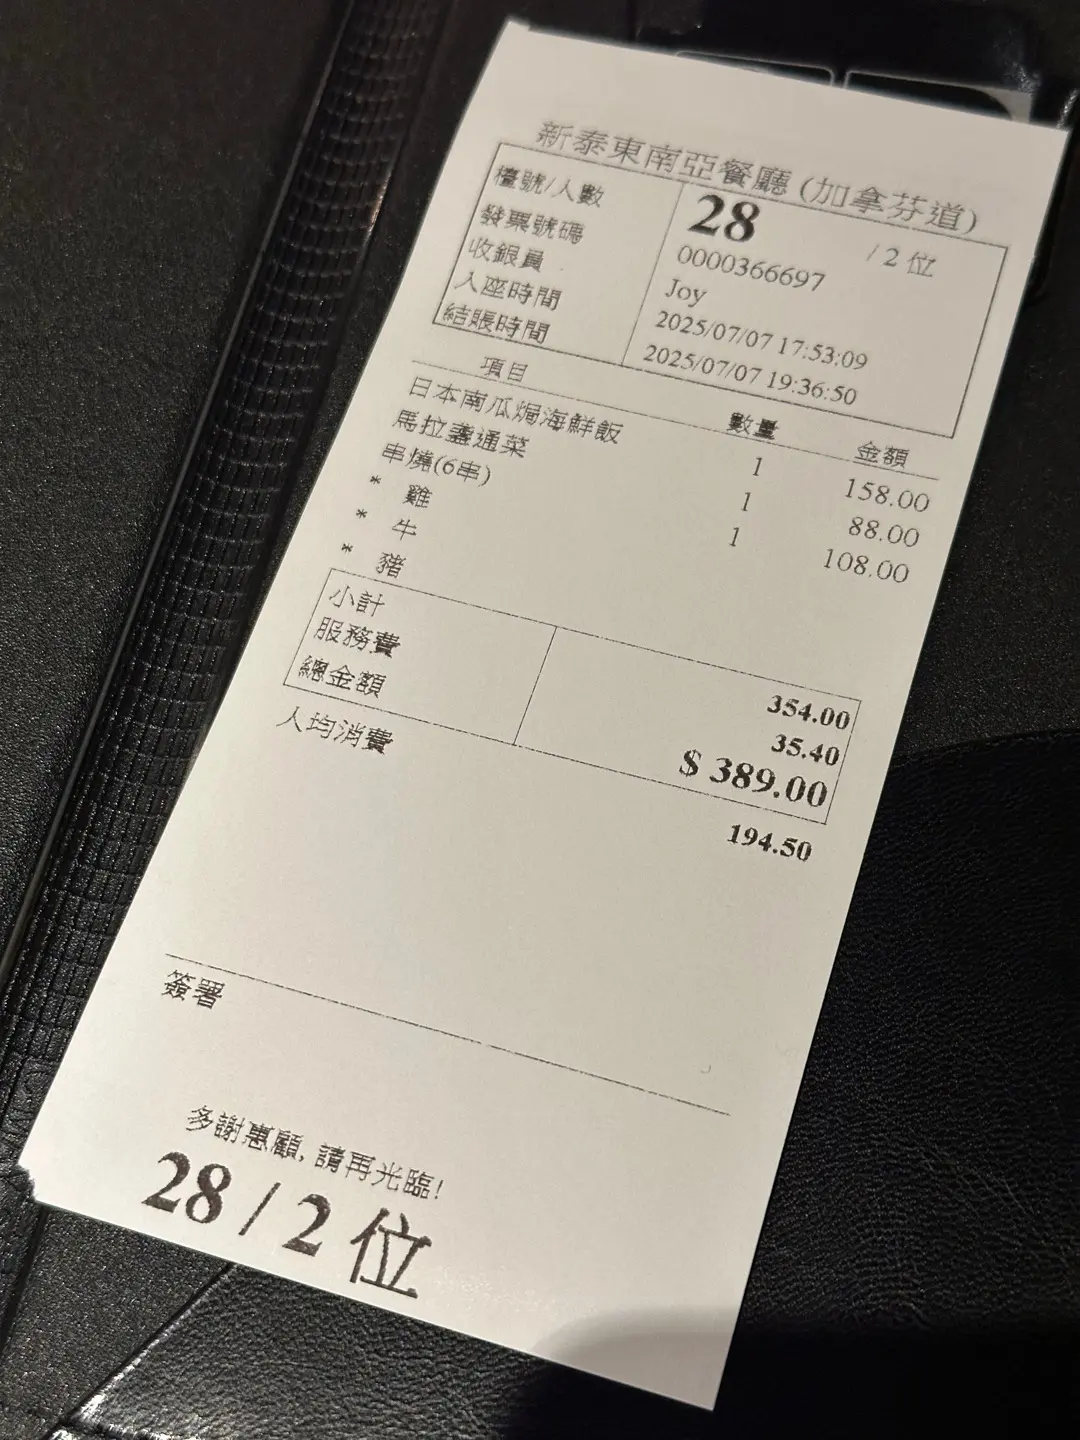 新泰東南亞餐廳 (加拿芬道)
檯號/人數 28 / 2 位
發票號碼 0000366697
收銀員 Joy
入座時間 2025/07/07 17:53:09
結賬時間 2025/07/07 19:36:50
項目 數量 金額
日本南瓜焗海鮮飯 1 158.00
馬拉盞通菜 1 88.00
串燒(6串) 1 108.00
* 雞
* 牛
* 豬
小計 354.00
服務費 35.40
總金額 $ 389.00
人均消費 194.50
簽署
多謝惠顧, 請再光臨!
28 / 2 位